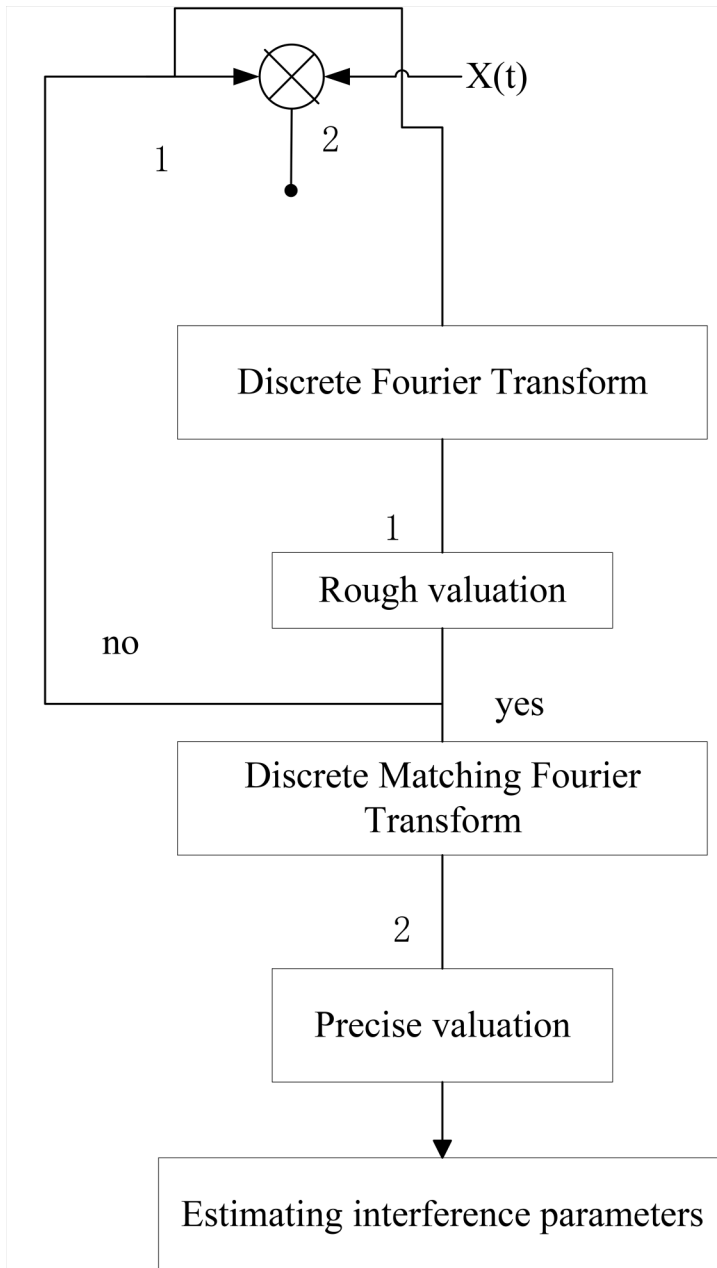 X(t)
2
1
Discrete Fourier Transform
1
Rough valuation
no
yes
Discrete Matching Fourier
Transform
2
Precise valuation
Estimating interference parameters